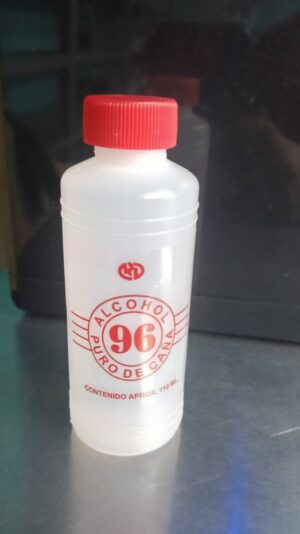 ALCOHOL
96
PURO DE CAÑA
CONTENIDO APROX. 110 ML.